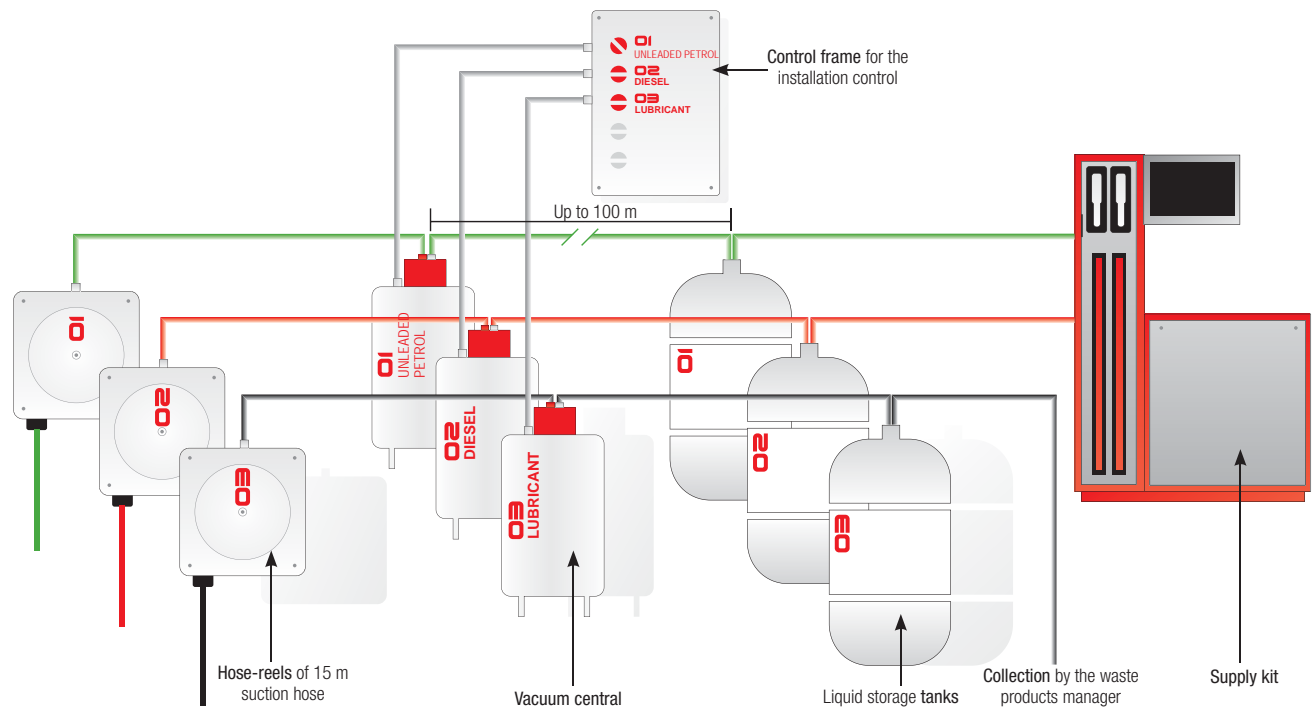 01
UNLEADED PETROL
02
DIESEL
03
LUBRICANT
Control frame for the
installation control
Up to 100 m
01
02
03
01
UNLEADED
PETROL
02
DIESEL
03
LUBRICANT
01
02
03
Hose-reels of 15 m
suction hose
Vacuum central
Liquid storage tanks
Collection by the waste
products manager
Supply kit